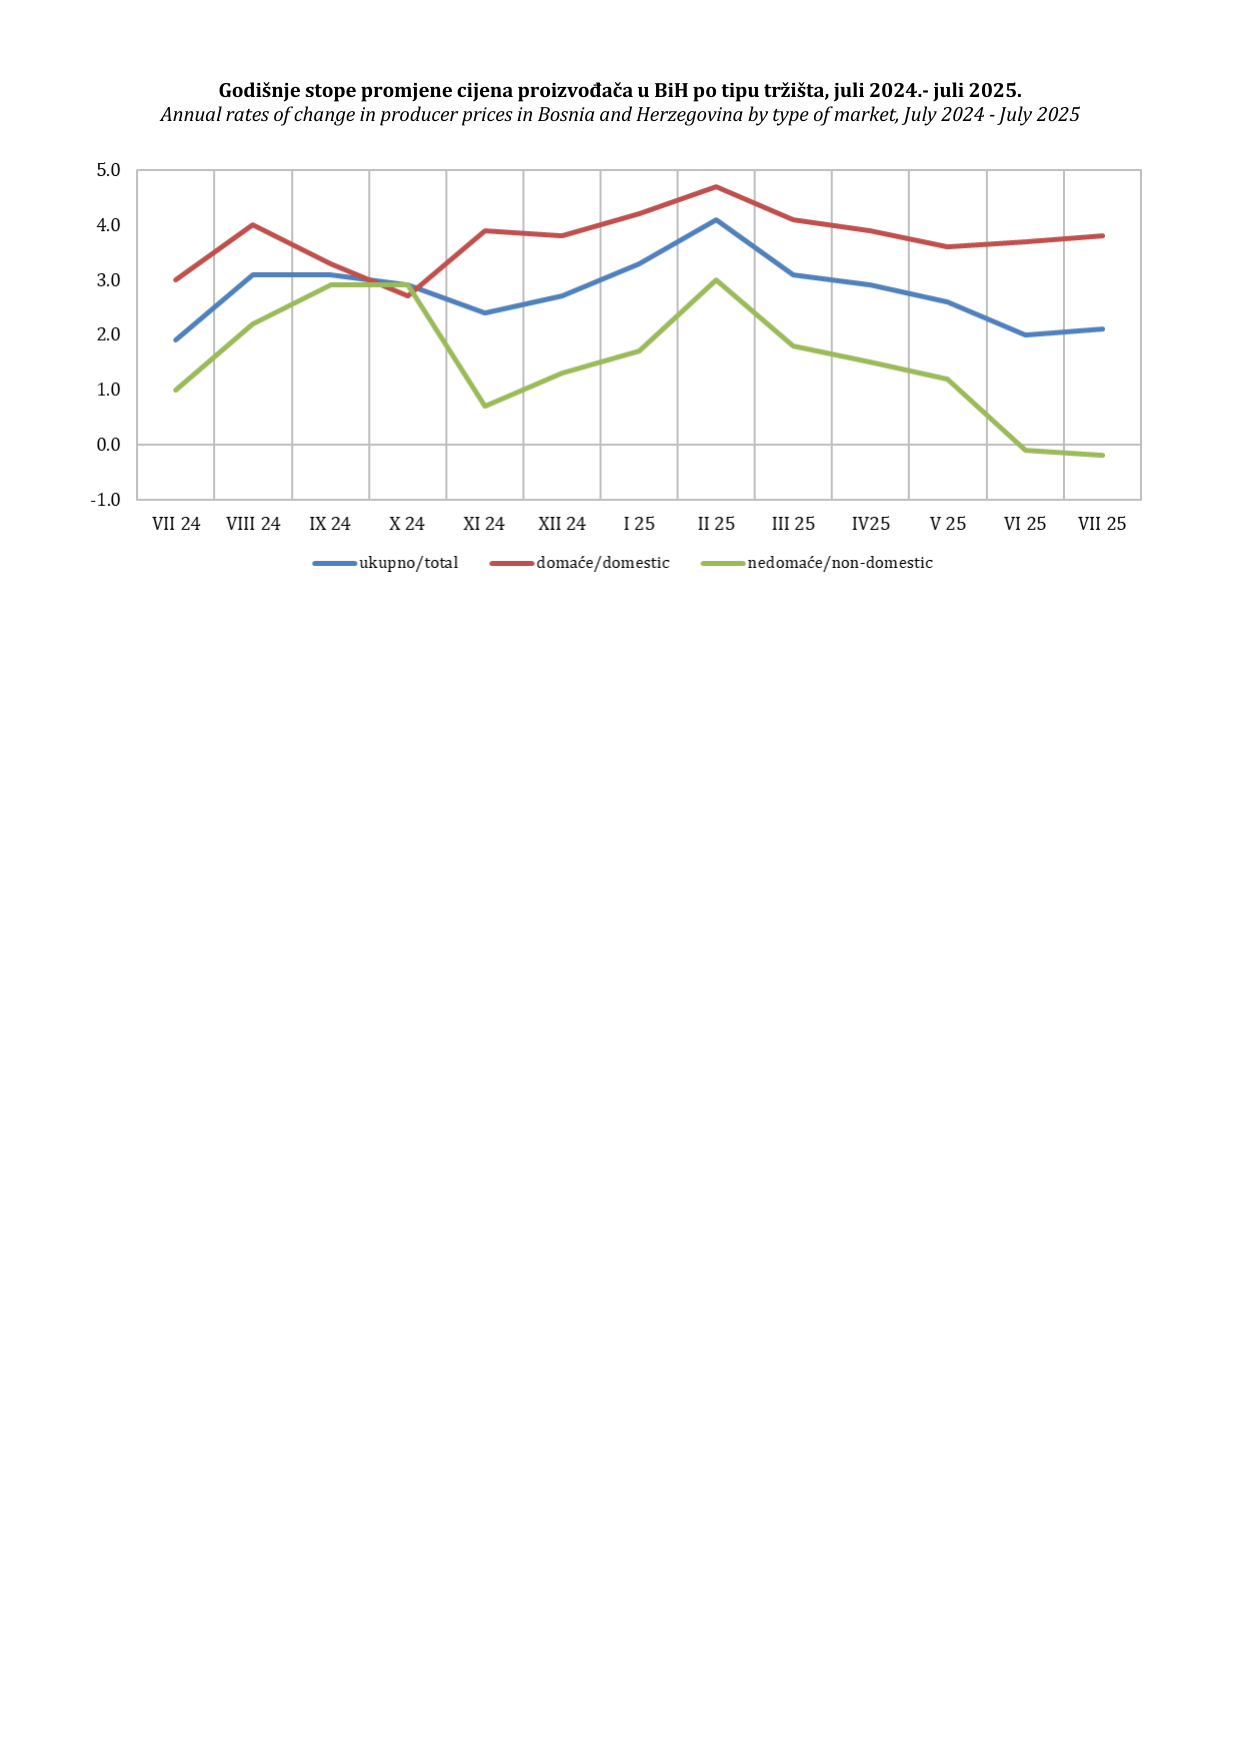 Godišnje stope promjene cijena proizvođača u BiH po tipu tržišta, juli 2024.- juli 2025.
Annual rates of change in producer prices in Bosnia and Herzegovina by type of market, July 2024 - July 2025
5.0
4.0
3.0
2.0
1.0
0.0
-1.0
VII 24 VIII 24 IX 24 X 24 XI 24 XII 24 I 25 II 25 III 25 IV25 V 25 VI 25 VII 25
ukupno/total domaće/domestic nedomaće/non-domestic